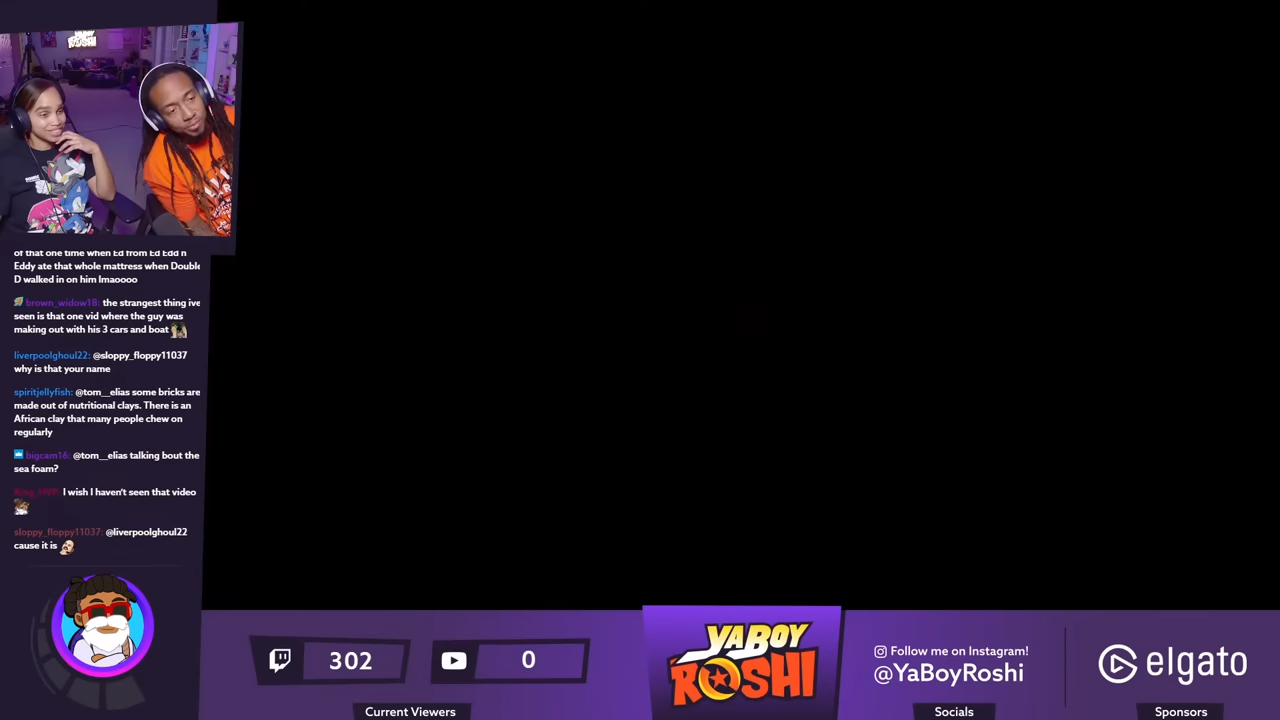 YABOY
ROSHI
of that one time when Ed from Ed Edd n
Eddy ate that whole mattress when Double
D walked in on him lmaoooo
brown_widow18: the strangest thing ive
seen is that one vid where the guy was
making out with his 3 cars and boat
liverpoolghoul22: @sloppy_floppy11037
why is that your name
spiritjellyfish: @tom__elias some bricks are
made out of nutritional clays. There is an
African clay that many people chew on
regularly
bigcam16: @tom__elias talking bout the
sea foam?
King_HVP: I wish I haven't seen that video
sloppy_floppy11037: @liverpoolghoul22
cause it is
302
0
Current Viewers
YABOY
ROSHI
Follow me on Instagram!
@YaBoyRoshi
Socials
elgato
Sponsors